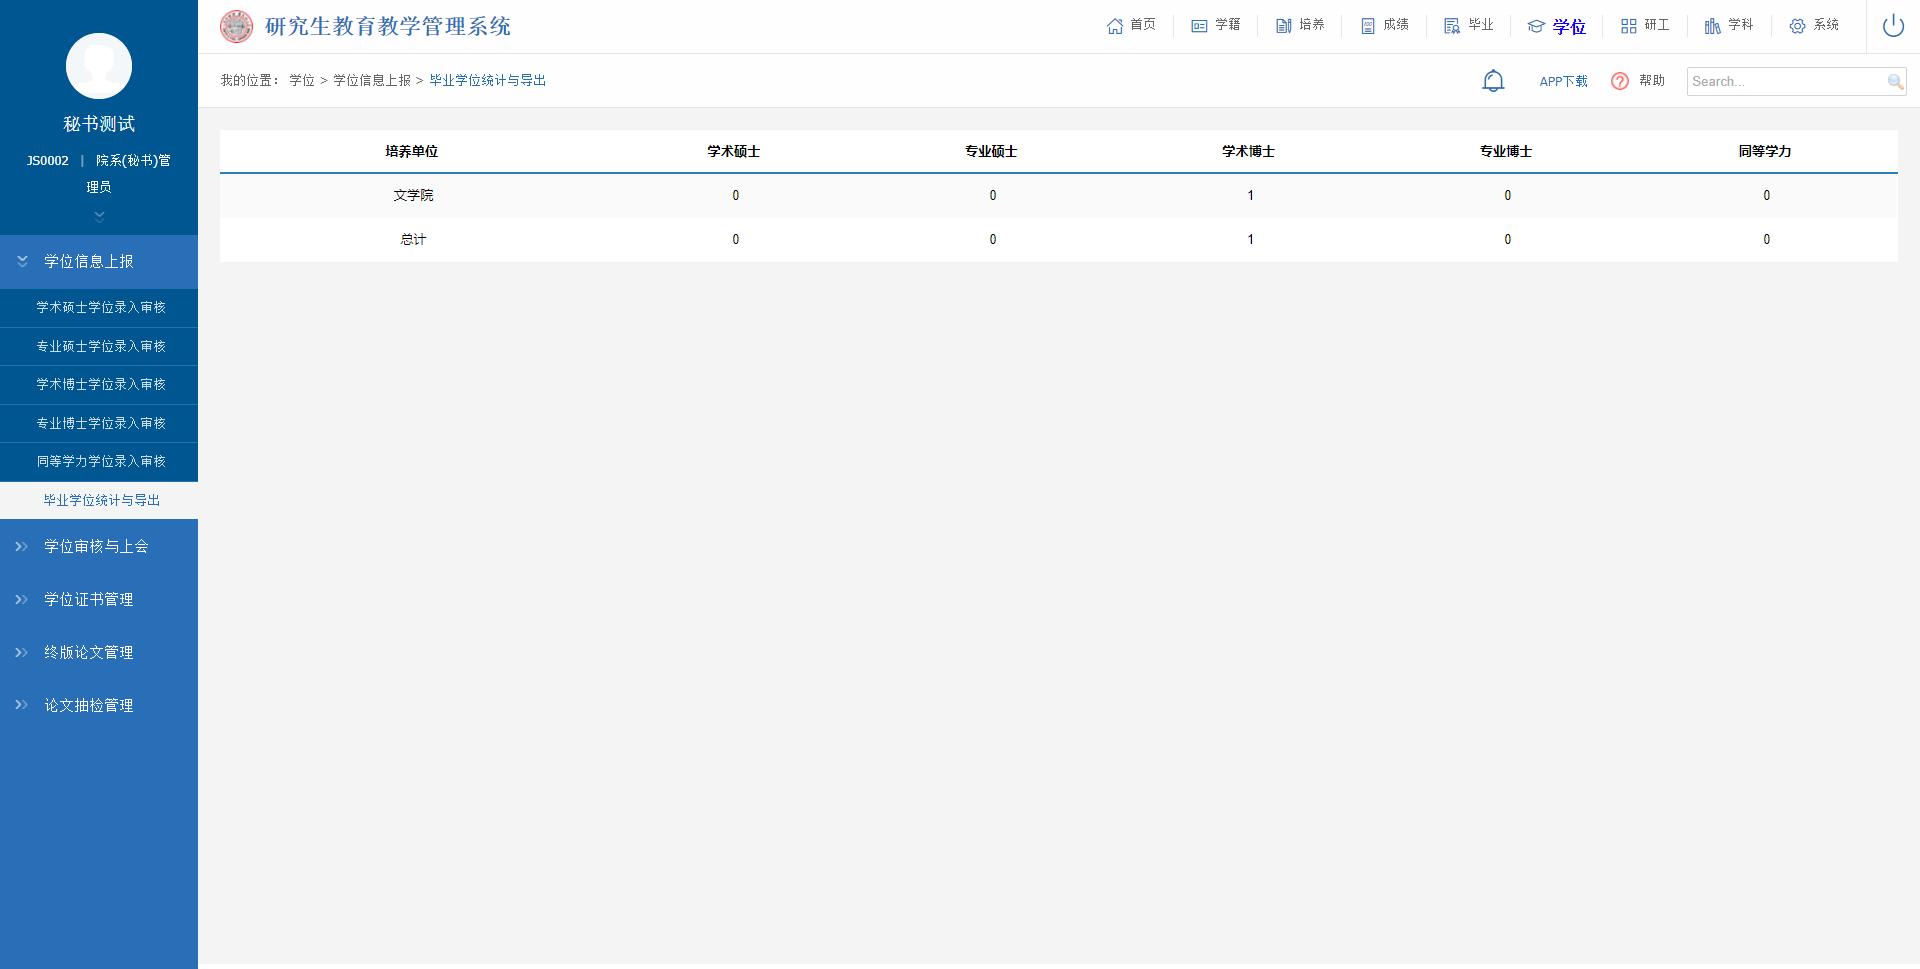 研究生教育教学管理系统
首页 学籍 培养 成绩 毕业 学位 研工 学科 系统
我的位置： 学位 > 学位信息上报 > 毕业学位统计与导出
APP下载 帮助 Search...
秘书测试
JS0002 | 院系(秘书)管
理员
学位信息上报
学术硕士学位录入审核
专业硕士学位录入审核
学术博士学位录入审核
专业博士学位录入审核
同等学力学位录入审核
毕业学位统计与导出
学位审核与上会
学位证书管理
终版论文管理
论文抽检管理
培养单位 学术硕士 专业硕士 学术博士 专业博士 同等学力
文学院 0 0 1 0 0
总计 0 0 1 0 0